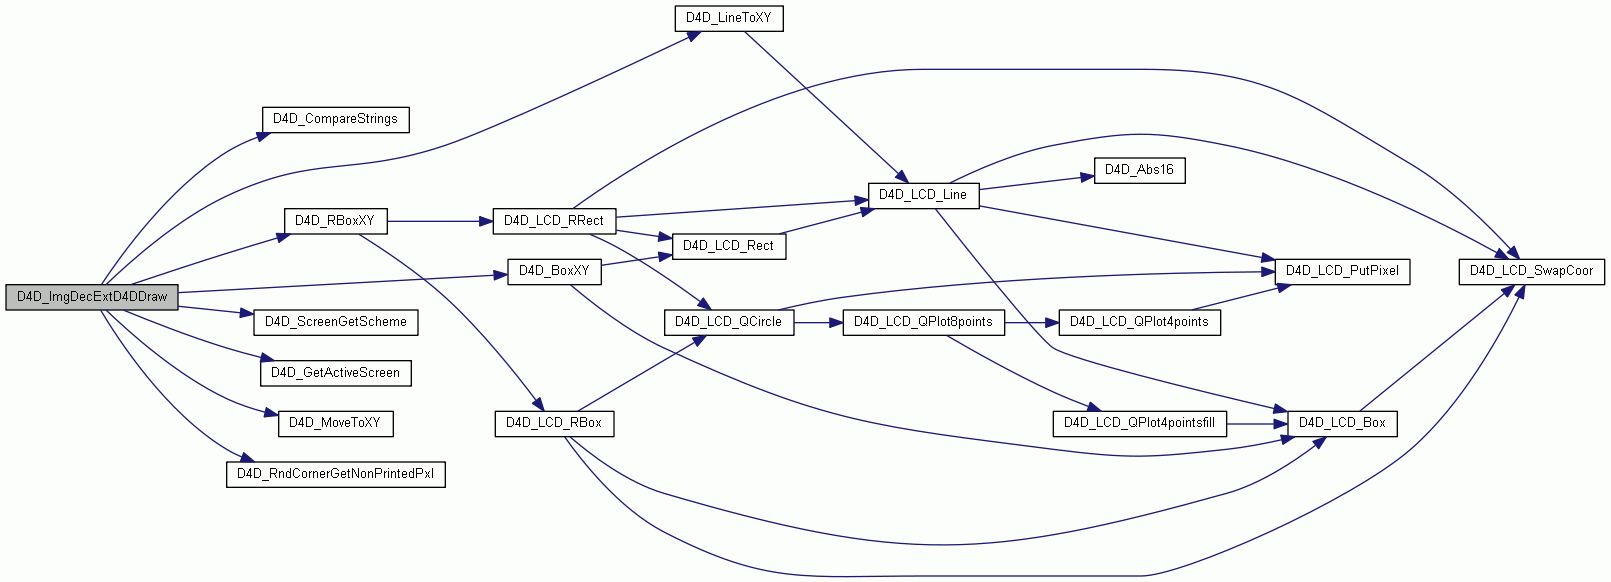 D4D_LineToXY
D4D_CompareStrings
D4D_Abs16
D4D_LCD_Line
D4D_RBoxXY
D4D_LCD_RRect
D4D_LCD_Rect
D4D_BoxXY
D4D_LCD_PutPixel
D4D_LCD_SwapCoor
D4D_ImgDecExtD4DDraw
D4D_ScreenGetScheme
D4D_LCD_QCircle
D4D_LCD_QPlot8points
D4D_LCD_QPlot4points
D4D_GetActiveScreen
D4D_MoveToXY
D4D_LCD_RBox
D4D_LCD_QPlot4pointsfill
D4D_LCD_Box
D4D_RndCornerGetNonPrintedPxl